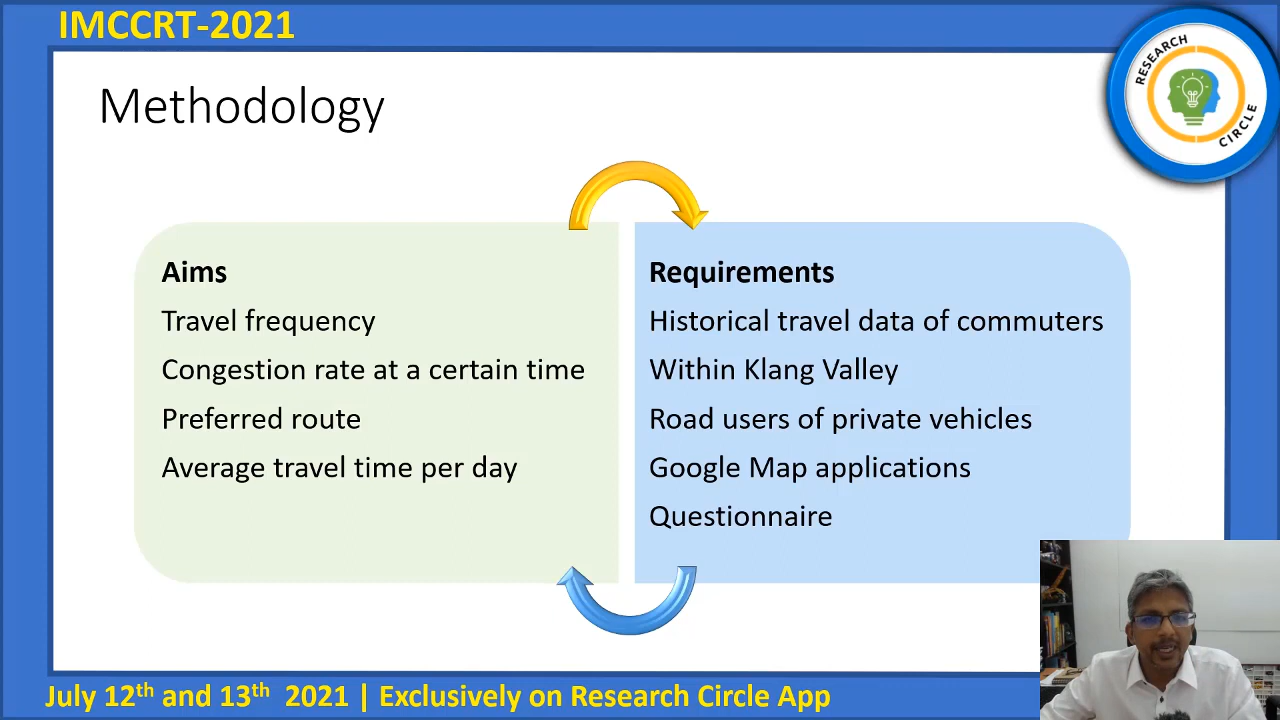 IMCCRT-2021
RESEARCH
CIRCLE
Methodology
Aims
Travel frequency
Congestion rate at a certain time
Preferred route
Average travel time per day
Requirements
Historical travel data of commuters
Within Klang Valley
Road users of private vehicles
Google Map applications
Questionnaire
July 12th and 13th 2021 | Exclusively on Research Circle App